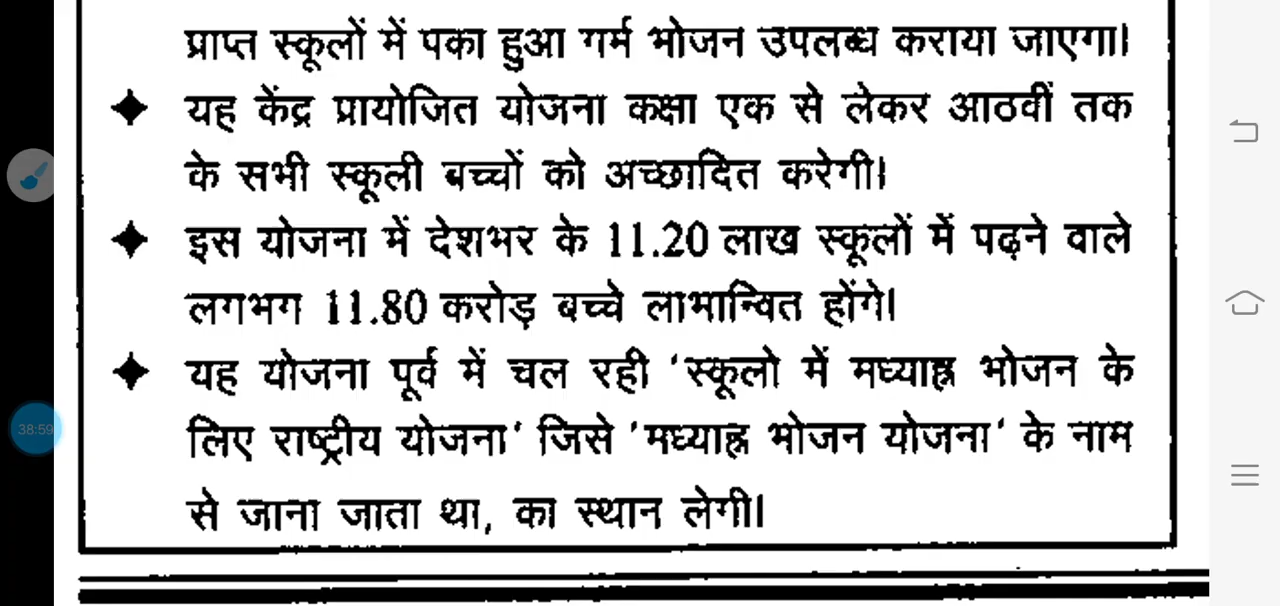 प्राप्त स्कूलों में पका हुआ गर्म भोजन उपलब्ध कराया जाएगा।
✦ यह केंद्र प्रायोजित योजना कक्षा एक से लेकर आठवीं तक
के सभी स्कूली बच्चों को अच्छादित करेगी।
✦ इस योजना में देशभर के 11.20 लाख स्कूलों में पढ़ने वाले
लगभग 11.80 करोड़ बच्चे लाभान्वित होंगे।
✦ यह योजना पूर्व में चल रही ‘स्कूलो में मध्याह्न भोजन के
लिए राष्ट्रीय योजना‘ जिसे ‘मध्याह्न भोजन योजना‘ के नाम
से जाना जाता था, का स्थान लेगी।
38:59